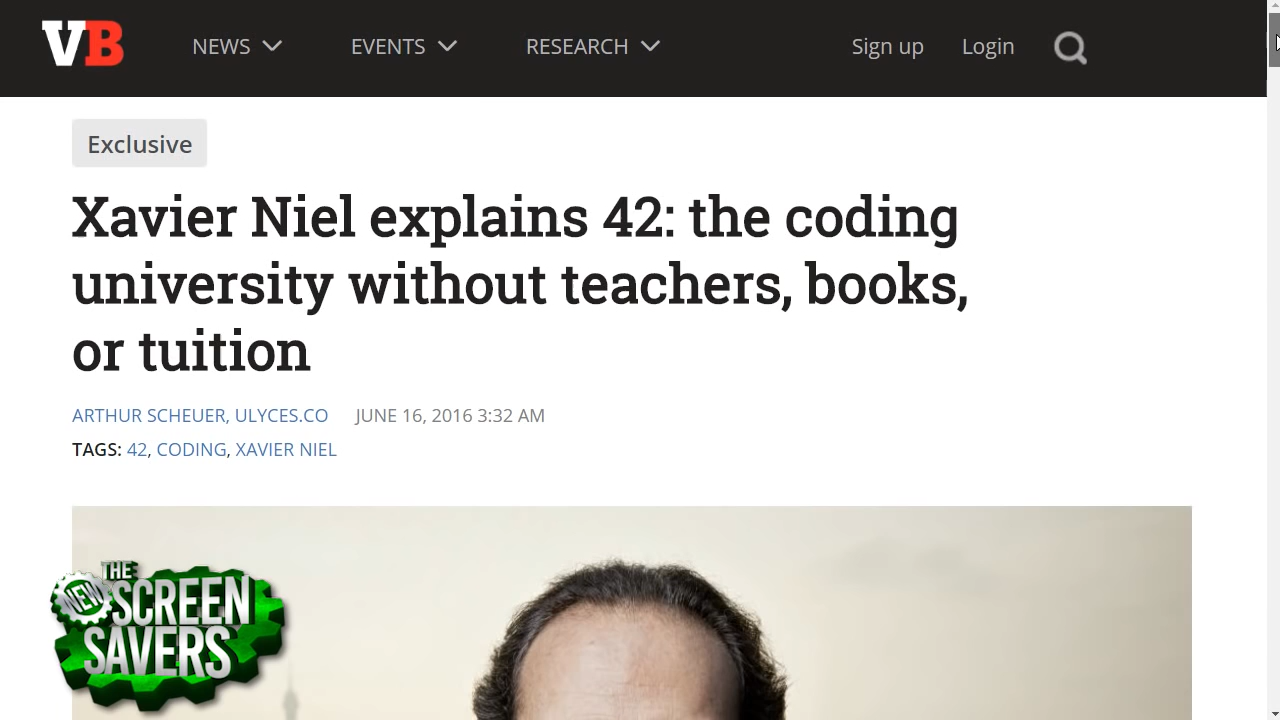 VB
NEWS
EVENTS
RESEARCH
Sign up
Login
Exclusive
Xavier Niel explains 42: the coding
university without teachers, books,
or tuition
ARTHUR SCHEUER, ULYCES.CO JUNE 16, 2016 3:32 AM
TAGS: 42, CODING, XAVIER NIEL
THE
NEW
SCREEN
SAVERS